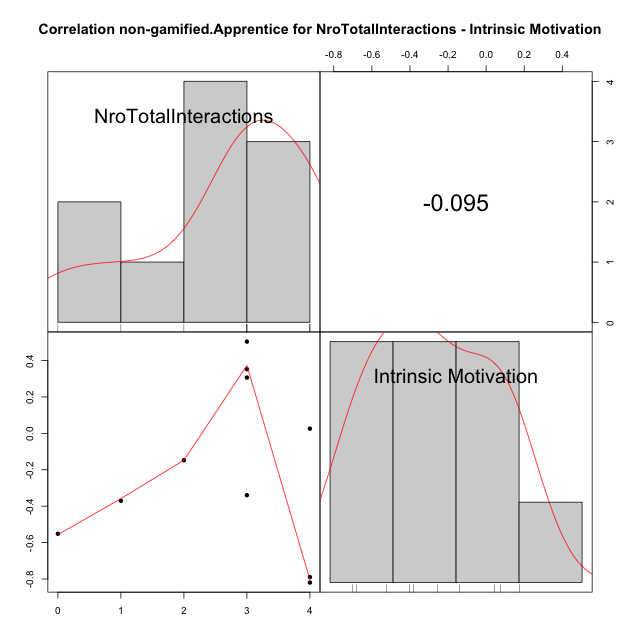 Correlation non-gamified.Apprentice for NroTotalInteractions - Intrinsic Motivation
-0.8 -0.6 -0.4 -0.2 0.0 0.2 0.4
NroTotalInteractions
-0.095
4
3
2
1
0
Intrinsic Motivation
0.4
0.2
0.0
-0.2
-0.4
-0.6
-0.8
0 1 2 3 4